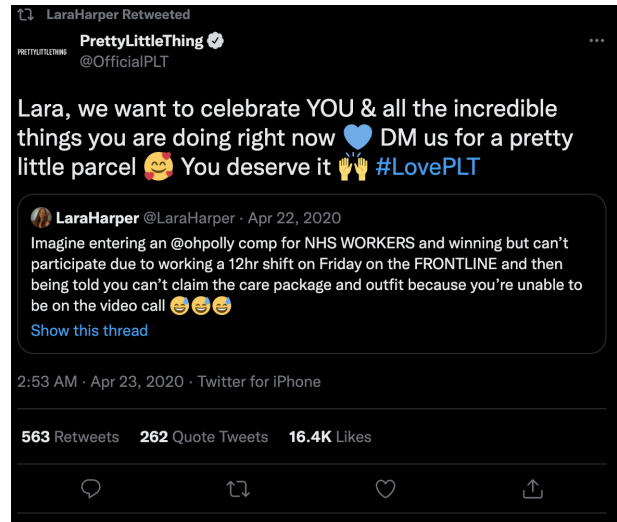 LaraHarper Retweeted
PRETTYLITTLETHING
PrettyLittleThing
@OfficialPLT
Lara, we want to celebrate YOU & all the incredible
things you are doing right now 💙 DM us for a pretty
little parcel 🥰 You deserve it 🙌 #LovePLT
LaraHarper @LaraHarper · Apr 22, 2020
Imagine entering an @ohpolly comp for NHS WORKERS and winning but can't
participate due to working a 12hr shift on Friday on the FRONTLINE and then
being told you can't claim the care package and outfit because you're unable to
be on the video call 😅😅😅
Show this thread
2:53 AM · Apr 23, 2020 · Twitter for iPhone
563 Retweets 262 Quote Tweets 16.4K Likes